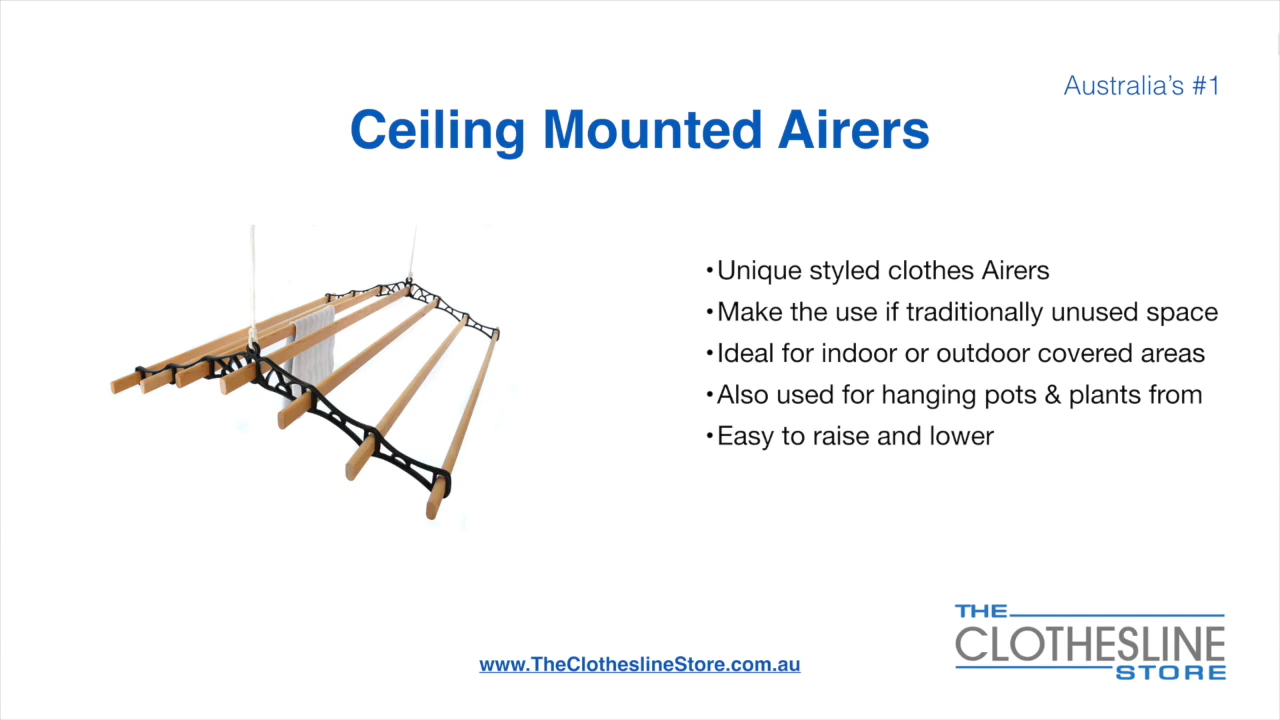 Australia's #1
Ceiling Mounted Airers
•Unique styled clothes Airers
•Make the use if traditionally unused space
•Ideal for indoor or outdoor covered areas
•Also used for hanging pots & plants from
•Easy to raise and lower
THE
CLOTHESLINE
STORE
www.TheClotheslineStore.com.au